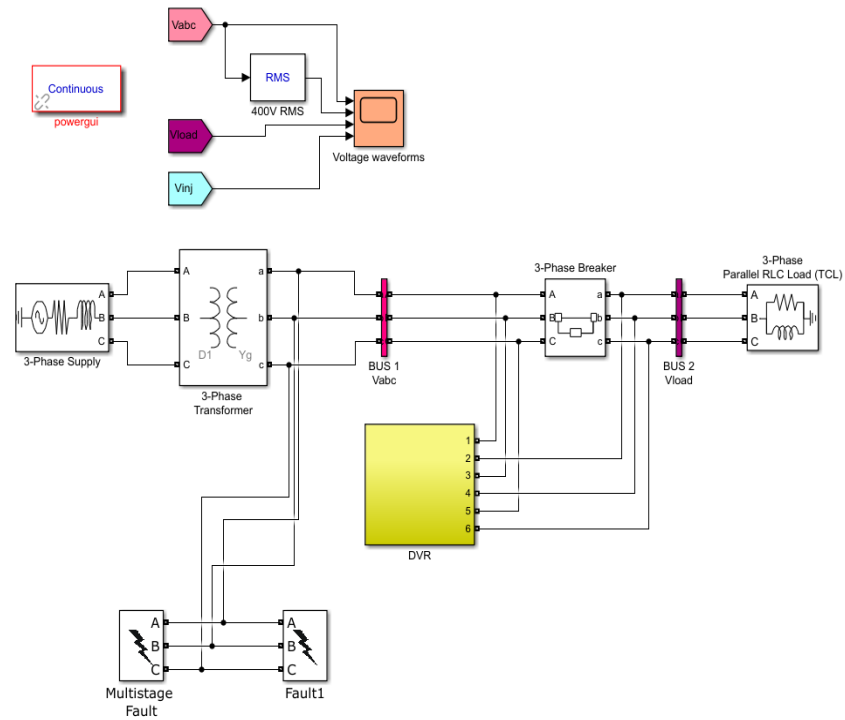 Vabc
RMS
400V RMS
Continuous
powergui
Vload
Voltage waveforms
Vinj
3-Phase
Parallel RLC Load (TCL)
3-Phase Breaker
A
B
C
3-Phase Supply
A
B
C
a
b
c
D1
Yg
3-Phase
Transformer
BUS 1
Vabc
A
B
C
a
b
c
BUS 2
Vload
A
B
C
1
2
3
4
5
6
DVR
A
B
C
Multistage
Fault
A
B
C
Fault1